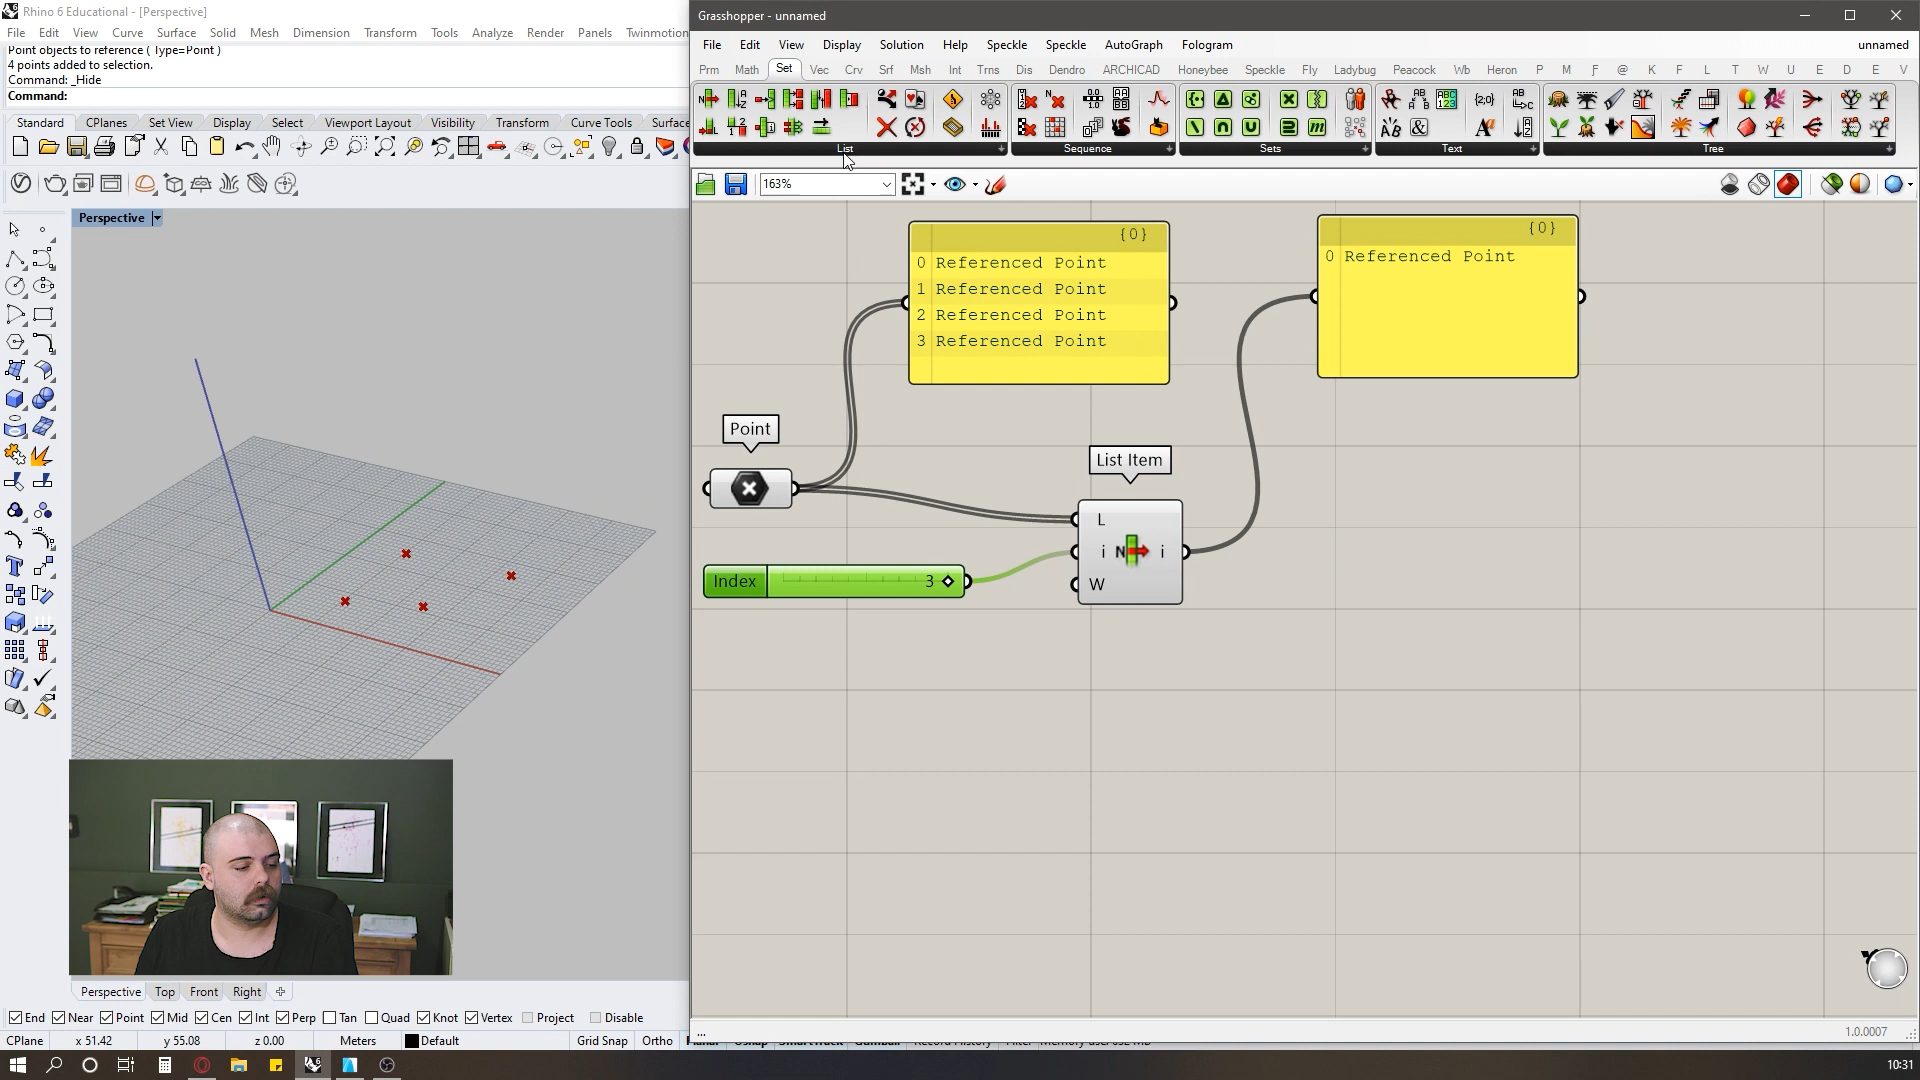 Rhino 6 Educational - [Perspective]
File Edit View Curve Surface Solid Mesh Dimension Transform Tools Analyze Render Panels Twinmotion
Point objects to reference ( Type=Point )
4 points added to selection.
Command: _Hide
Command:
Standard CPlanes Set View Display Select Viewport Layout Visibility Transform Curve Tools Surface
Perspective
Perspective Top Front Right
End Near Point Mid Cen Int Perp Tan Quad Knot Vertex Project Disable
CPlane x 51.42 y 55.08 z 0.00 Meters Default Grid Snap Ortho
Grasshopper - unnamed
File Edit View Display Solution Help Speckle Speckle AutoGraph Fologram unnamed
Prm Math Set Vec Crv Srf Msh Int Trns Dis Dendro ARCHICAD Honeybee Speckle Fly Ladybug Peacock Wb Heron P M F @ K F L T W U E D E V
List Sequence Sets Text Tree
163%
{0}
0 Referenced Point
1 Referenced Point
2 Referenced Point
3 Referenced Point
{0}
0 Referenced Point
Point
List Item
L
i N i
W
Index 3
...
1.0.0007
10:31